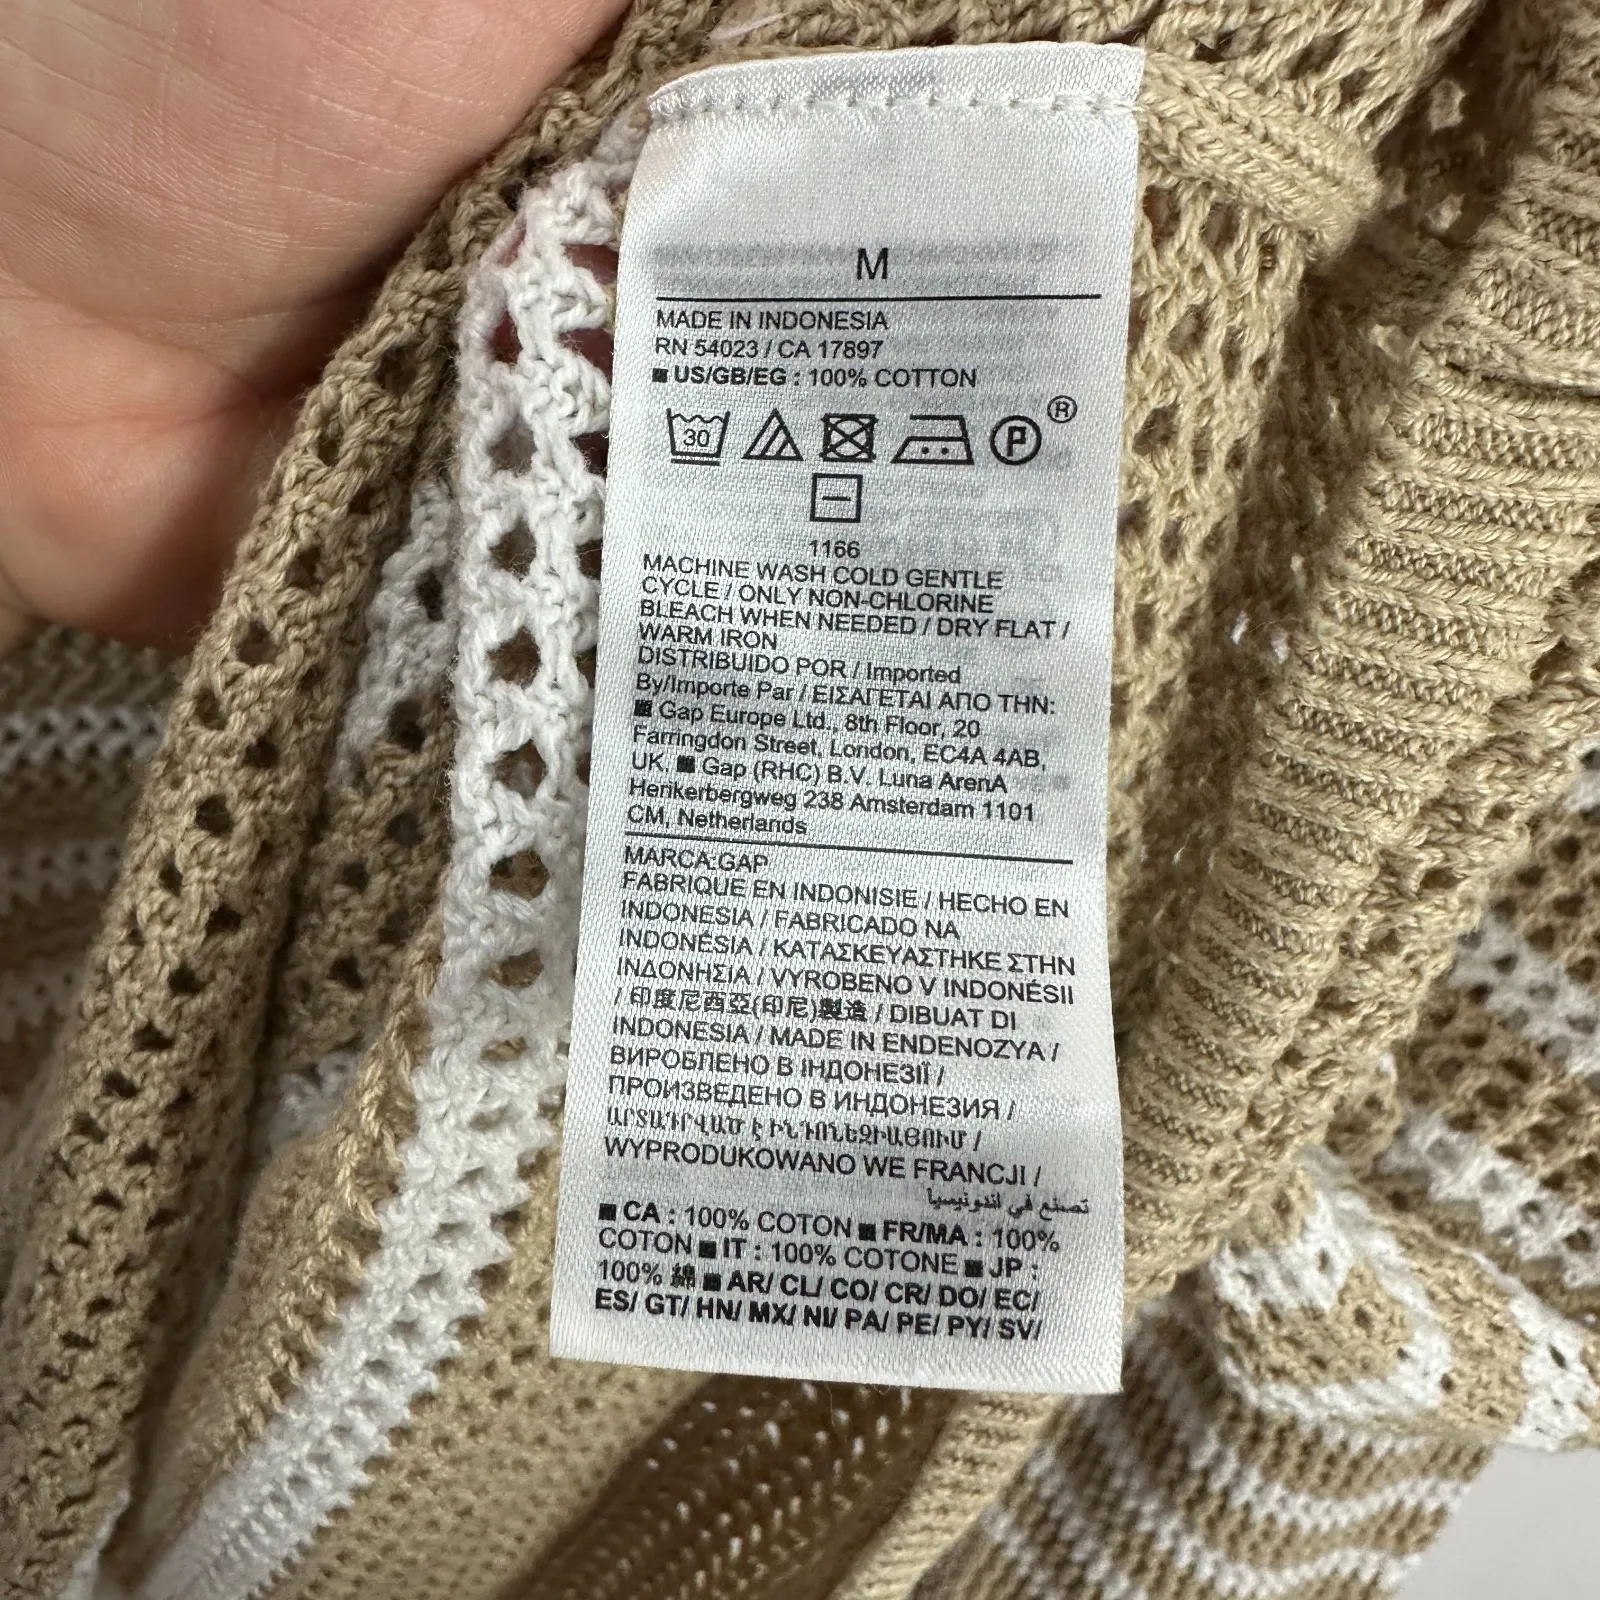 M
MADE IN INDONESIA
RN 54023 / CA 17897
■ US/GB/EG : 100% COTTON
30
P ®
1166
MACHINE WASH COLD GENTLE
CYCLE / ONLY NON-CHLORINE
BLEACH WHEN NEEDED / DRY FLAT /
WARM IRON
DISTRIBUIDO POR / Imported
By/Importe Par / ΕΙΣΑΓΕΤΑΙ ΑΠΟ ΤΗΝ:
■ Gap Europe Ltd., 8th Floor, 20
Farringdon Street, London, EC4A 4AB,
UK. ■ Gap (RHC) B.V. Luna ArenA
Herikerbergweg 238 Amsterdam 1101
CM, Netherlands
MARCA:GAP
FABRIQUE EN INDONISIE / HECHO EN
INDONESIA / FABRICADO NA
INDONÉSIA / ΚΑΤΑΣΚΕΥΑΣΤΗΚΕ ΣΤΗΝ
ΙΝΔΟΝΗΣΙΑ / VYROBENO V INDONÉSII
/ 印度尼西亞(印尼)製造 / DIBUAT DI
INDONESIA / MADE IN ENDENOZYA /
ВИРОБЛЕНО В ІНДОНЕЗІЇ /
ПРОИЗВЕДЕНО В ИНДОНЕЗИЯ /
ԱՐՏԱԴՐՎԱԾ Է ԻՆԴՈՆԵԶԻԱՅՈՒՄ /
WYPRODUKOWANO WE FRANCJI /
تصنع في اندونيسيا
■ CA : 100% COTON ■ FR/MA : 100%
COTON ■ IT : 100% COTONE ■ JP :
100% 綿 ■ AR/ CL/ CO/ CR/ DO/ EC/
ES/ GT/ HN/ MX/ NI/ PA/ PE/ PY/ SV/